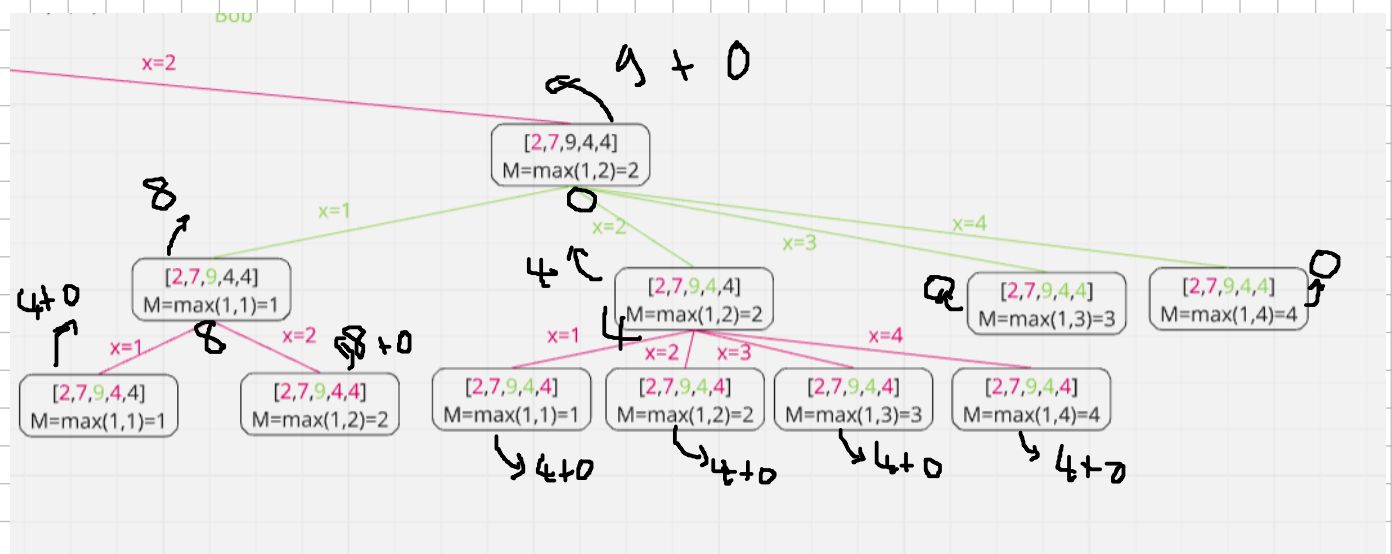 Bob
x=2
9 + 0
[2,7,9,4,4]
M=max(1,2)=2
8
0
x=1
x=2
x=3
x=4
4
0
[2,7,9,4,4]
M=max(1,1)=1
[2,7,9,4,4]
M=max(1,2)=2
[2,7,9,4,4]
M=max(1,3)=3
[2,7,9,4,4]
M=max(1,4)=4
0
4+0
8
4
x=1
x=2
8+0
x=1
x=2
x=3
x=4
[2,7,9,4,4]
M=max(1,1)=1
[2,7,9,4,4]
M=max(1,2)=2
[2,7,9,4,4]
M=max(1,1)=1
[2,7,9,4,4]
M=max(1,2)=2
[2,7,9,4,4]
M=max(1,3)=3
[2,7,9,4,4]
M=max(1,4)=4
4+0
4+0
4+0
4+0